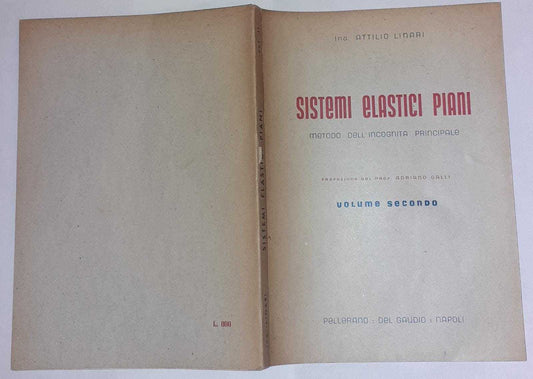 Ing. ATTILIO LINARI
SISTEMI ELASTICI PIANI
METODO DELL'INCOGNITA PRINCIPALE
PREFAZIONE DEL PROF. ADRIANO GALLI
VOLUME SECONDO
PELLERANO - DEL GAUDIO - NAPOLI
SISTEMI ELASTICI PIANI